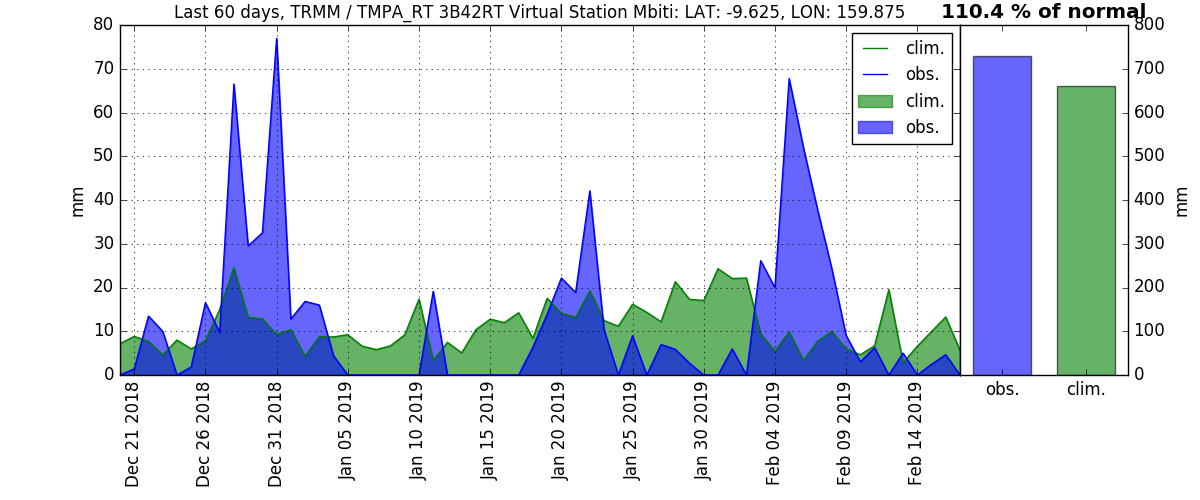 Last 60 days, TRMM / TMPA_RT 3B42RT Virtual Station Mbiti: LAT: -9.625, LON: 159.875
110.4 % of normal
80
70
60
50
40
30
20
10
0
mm
clim.
obs.
clim.
obs.
Dec 21 2018
Dec 26 2018
Dec 31 2018
Jan 05 2019
Jan 10 2019
Jan 15 2019
Jan 20 2019
Jan 25 2019
Jan 30 2019
Feb 04 2019
Feb 09 2019
Feb 14 2019
800
700
600
500
400
300
200
100
0
mm
obs.
clim.